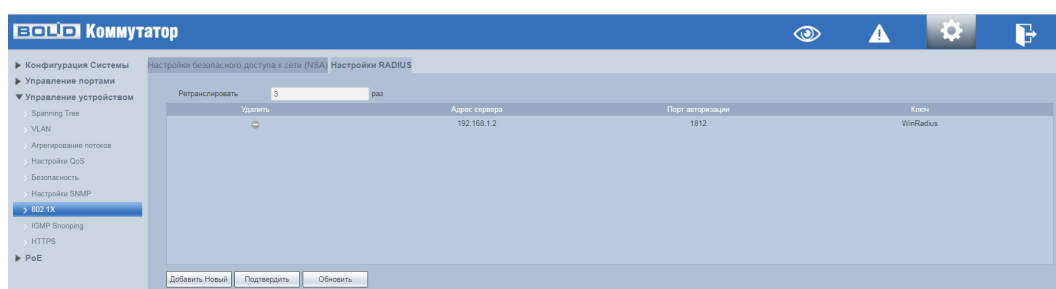 BOLID Коммутатор
Конфигурация Системы
Управление портами
Управление устройством
Spanning Tree
VLAN
Агрегирование потоков
Настройки QoS
Безопасность
Настройки SNMP
802.1X
IGMP Snooping
HTTPS
PoE
Настройки безопасного доступа к сети (NSA) Настройки RADIUS
Ретранслировать 3 раз
Удалить Адрес сервера Порт авторизации Ключ
192.168.1.2 1812 WinRadius
Добавить Новый Подтвердить Обновить